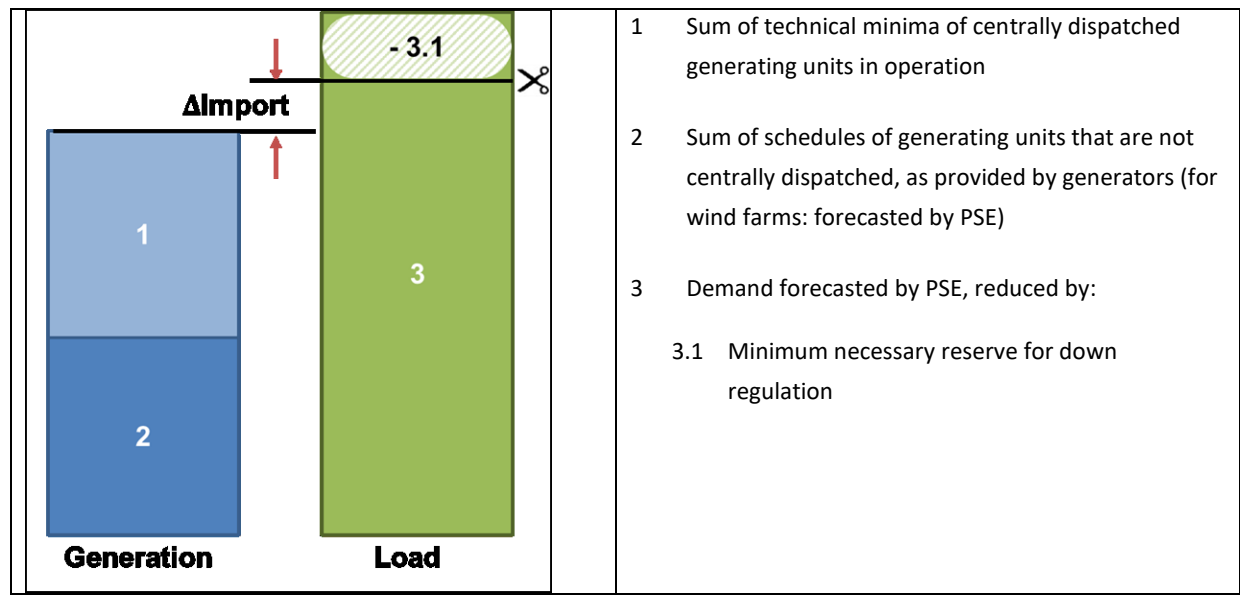 - 3.1
ΔImport
1
3
2
Generation
Load
1 Sum of technical minima of centrally dispatched
generating units in operation
2 Sum of schedules of generating units that are not
centrally dispatched, as provided by generators (for
wind farms: forecasted by PSE)
3 Demand forecasted by PSE, reduced by:
3.1 Minimum necessary reserve for down
regulation